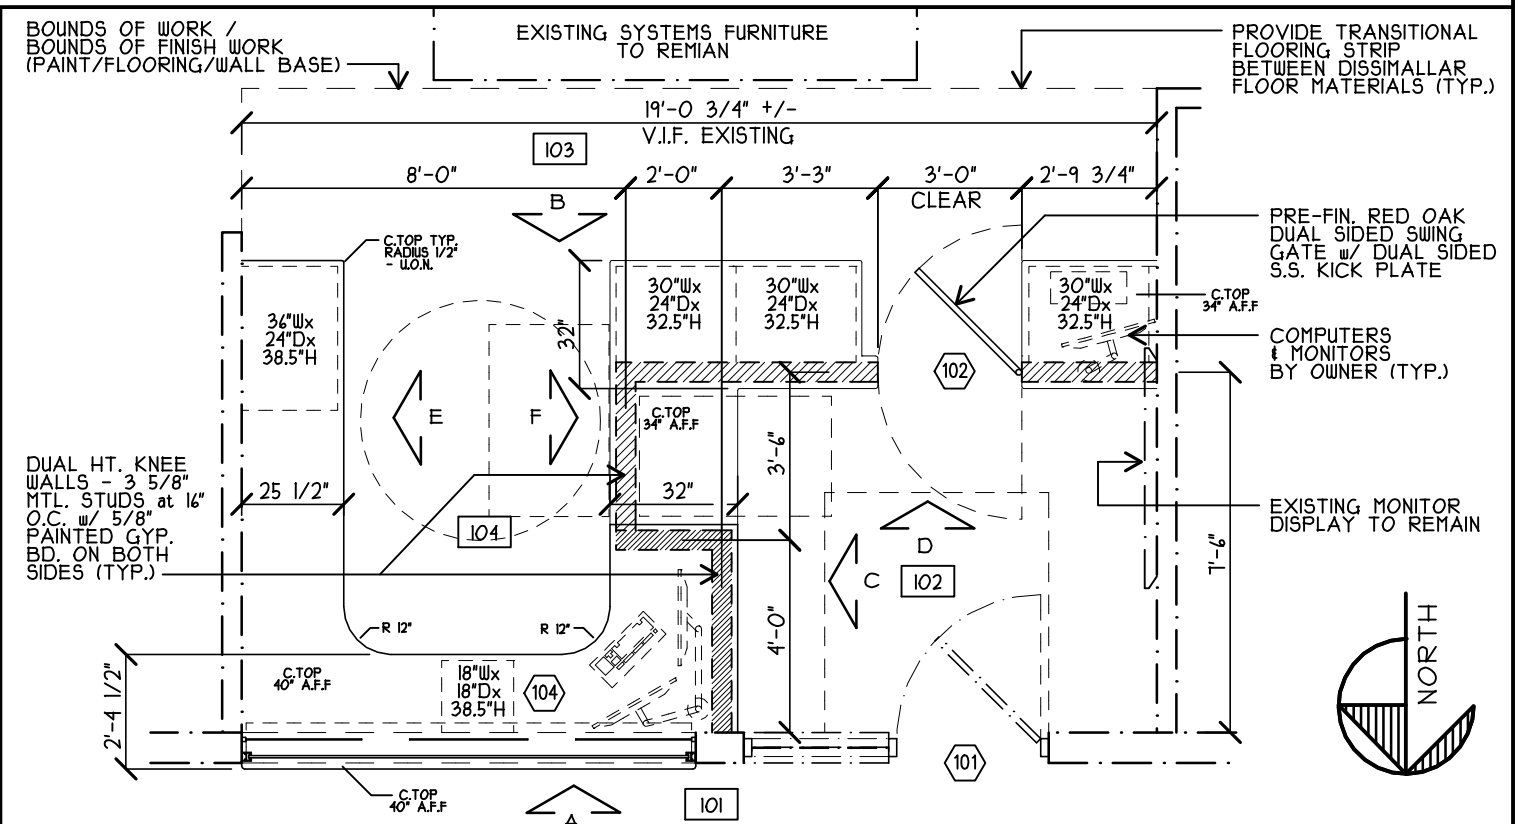 BOUNDS OF WORK /
BOUNDS OF FINISH WORK
(PAINT/FLOORING/WALL BASE)
EXISTING SYSTEMS FURNITURE
TO REMIAN
PROVIDE TRANSITIONAL
FLOORING STRIP
BETWEEN DISSIMALLAR
FLOOR MATERIALS (TYP.)
19'-0 3/4" +/-
V.I.F. EXISTING
103
8'-0"
2'-0"
3'-3"
3'-0"
CLEAR
2'-9 3/4"
B
C.TOP TYP.
RADIUS 1/2"
- U.O.N.
PRE-FIN. RED OAK
DUAL SIDED SWING
GATE w/ DUAL SIDED
S.S. KICK PLATE
36"Wx
24"Dx
38.5"H
32"
30"Wx
24"Dx
32.5"H
30"Wx
24"Dx
32.5"H
30"Wx
24"Dx
32.5"H
C.TOP
34" A.F.F
COMPUTERS
& MONITORS
BY OWNER (TYP.)
102
E
F
C.TOP
34" A.F.F
3'-6"
DUAL HT. KNEE
WALLS - 3 5/8"
MTL. STUDS at 16"
O.C. w/ 5/8"
PAINTED GYP.
BD. ON BOTH
SIDES (TYP.)
25 1/2"
32"
104
D
C
102
EXISTING MONITOR
DISPLAY TO REMAIN
7'-6"
R 12"
R 12"
4'-0"
2'-4 1/2"
C.TOP
40" A.F.F
18"Wx
18"Dx
38.5"H
104
NORTH
C.TOP
40" A.F.F
A
101
101